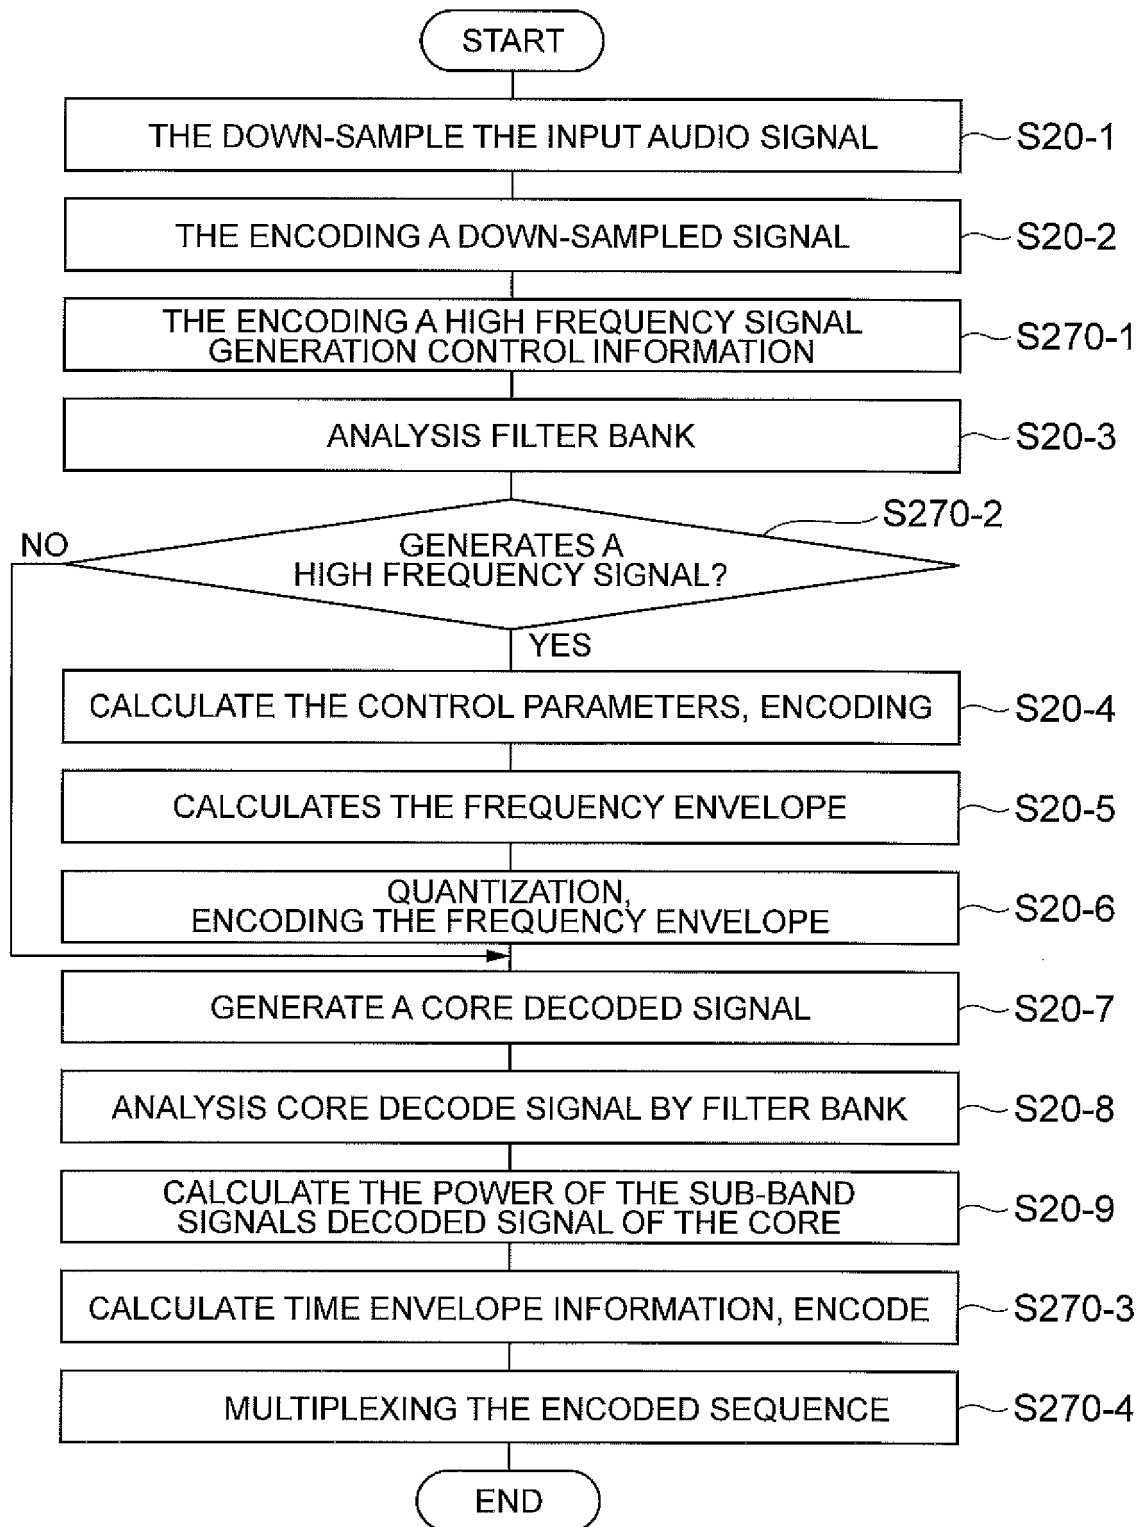 START
THE DOWN-SAMPLE THE INPUT AUDIO SIGNAL
S20-1
THE ENCODING A DOWN-SAMPLED SIGNAL
S20-2
THE ENCODING A HIGH FREQUENCY SIGNAL
GENERATION CONTROL INFORMATION
S270-1
ANALYSIS FILTER BANK
S20-3
S270-2
NO
GENERATES A
HIGH FREQUENCY SIGNAL?
YES
CALCULATE THE CONTROL PARAMETERS, ENCODING
S20-4
CALCULATES THE FREQUENCY ENVELOPE
S20-5
QUANTIZATION,
ENCODING THE FREQUENCY ENVELOPE
S20-6
GENERATE A CORE DECODED SIGNAL
S20-7
ANALYSIS CORE DECODE SIGNAL BY FILTER BANK
S20-8
CALCULATE THE POWER OF THE SUB-BAND
SIGNALS DECODED SIGNAL OF THE CORE
S20-9
CALCULATE TIME ENVELOPE INFORMATION, ENCODE
S270-3
MULTIPLEXING THE ENCODED SEQUENCE
S270-4
END